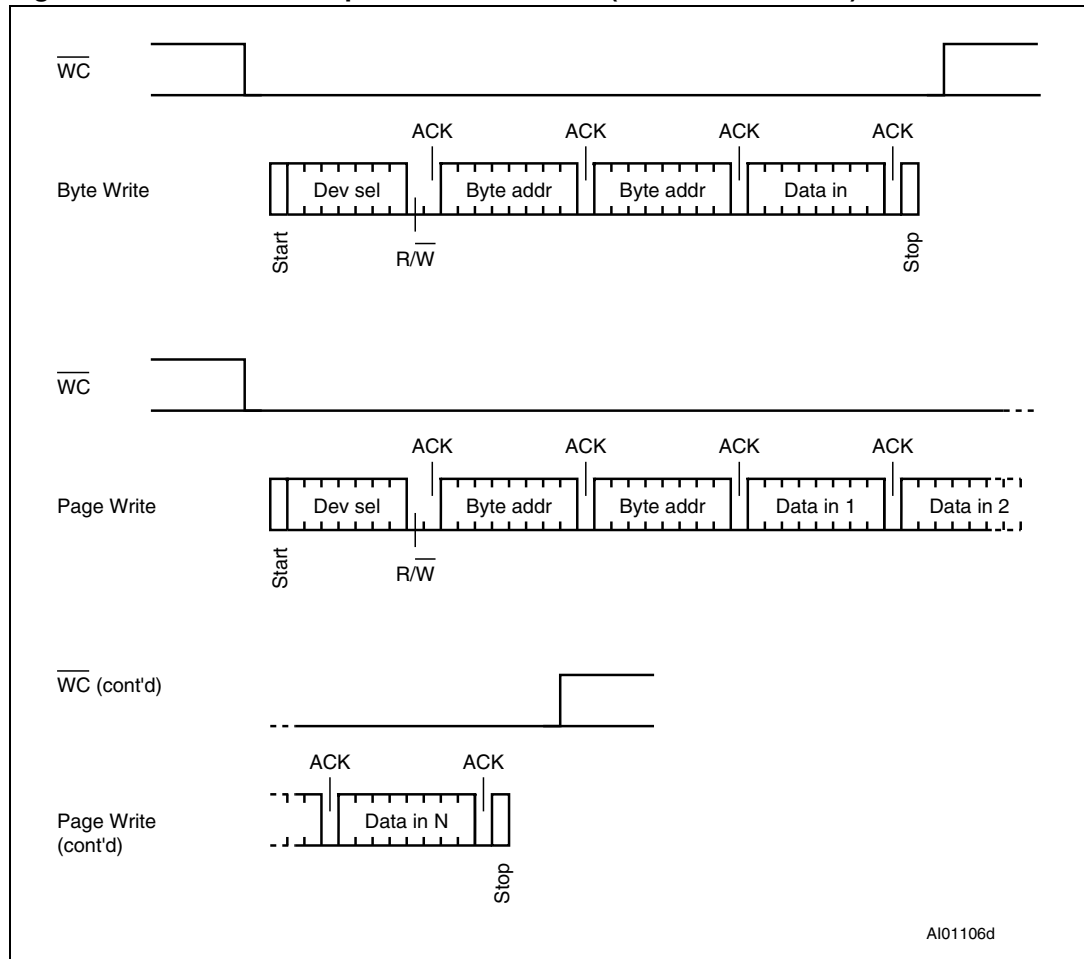 WC
ACK ACK ACK ACK
Byte Write Dev sel Byte addr Byte addr Data in
Start R/W Stop
WC
ACK ACK ACK ACK
Page Write Dev sel Byte addr Byte addr Data in 1 Data in 2
Start R/W
WC (cont'd)
ACK ACK
Page Write Data in N
(cont'd)
Stop
AI01106d